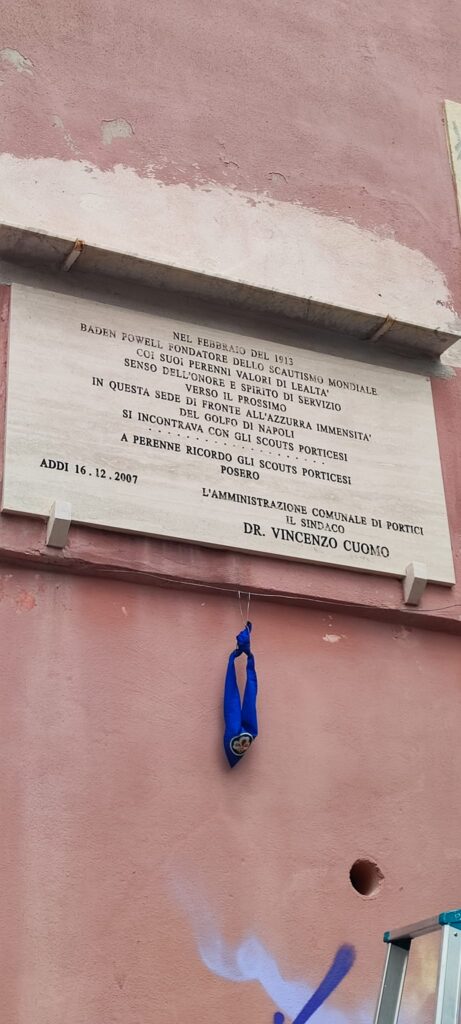 NEL FEBBRAIO DEL 1913
BADEN POWELL FONDATORE DELLO SCAUTISMO MONDIALE
COI SUOI PERENNI VALORI DI LEALTA'
SENSO DELL'ONORE E SPIRITO DI SERVIZIO
VERSO IL PROSSIMO
IN QUESTA SEDE DI FRONTE ALL'AZZURRA IMMENSITA'
DEL GOLFO DI NAPOLI
SI INCONTRAVA CON GLI SCOUTS PORTICESI
A PERENNE RICORDO GLI SCOUTS PORTICESI
POSERO
ADDI 16.12.2007
L'AMMINISTRAZIONE COMUNALE DI PORTICI
IL SINDACO
DR. VINCENZO CUOMO